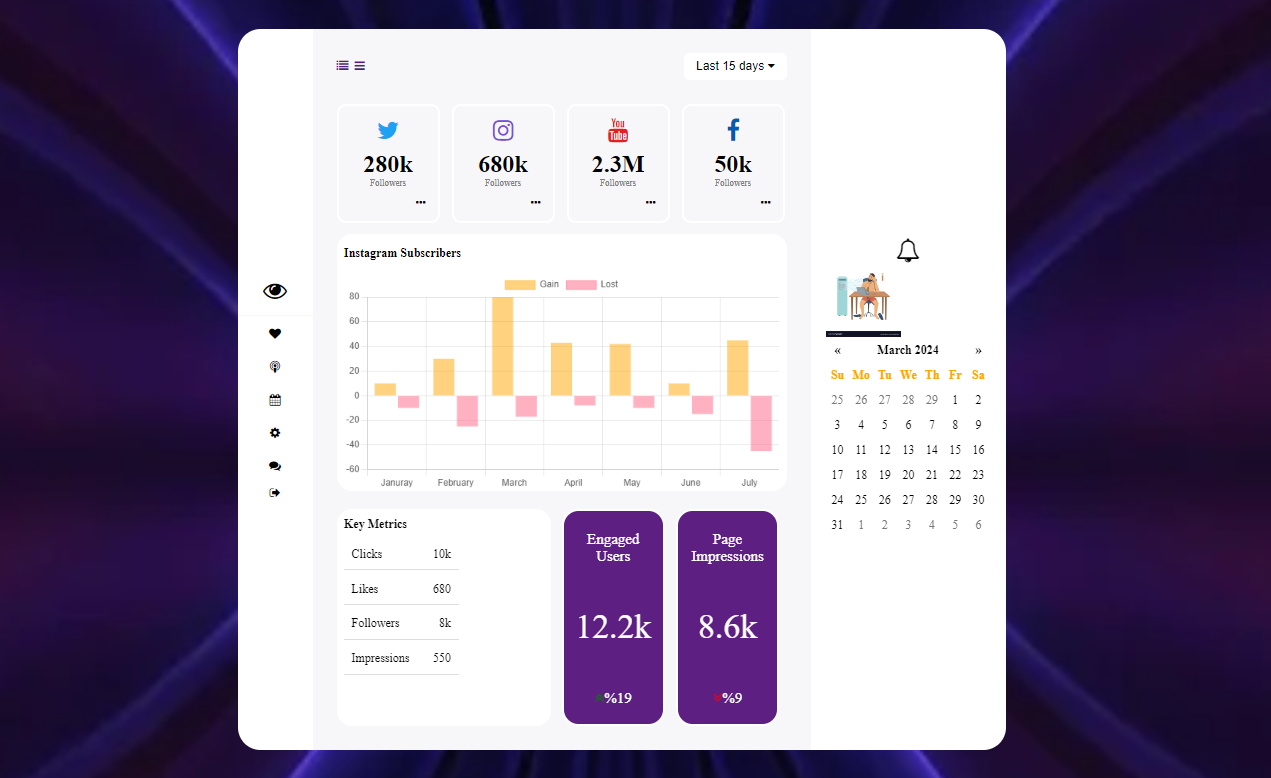 Last 15 days
You
Tube
280k
680k
2.3M
50k
Followers
Followers
Followers
Followers
Instagram Subscribers
Gain
Lost
80
60
40
20
0
-20
-40
-60
Januray
February
March
April
May
June
July
Key Metrics
Clicks 10k
Likes 680
Followers 8k
Impressions 550
Engaged
Users
12.2k
%19
Page
Impressions
8.6k
%9
« March 2024 »
Su Mo Tu We Th Fr Sa
25 26 27 28 29 1 2
3 4 5 6 7 8 9
10 11 12 13 14 15 16
17 18 19 20 21 22 23
24 25 26 27 28 29 30
31 1 2 3 4 5 6